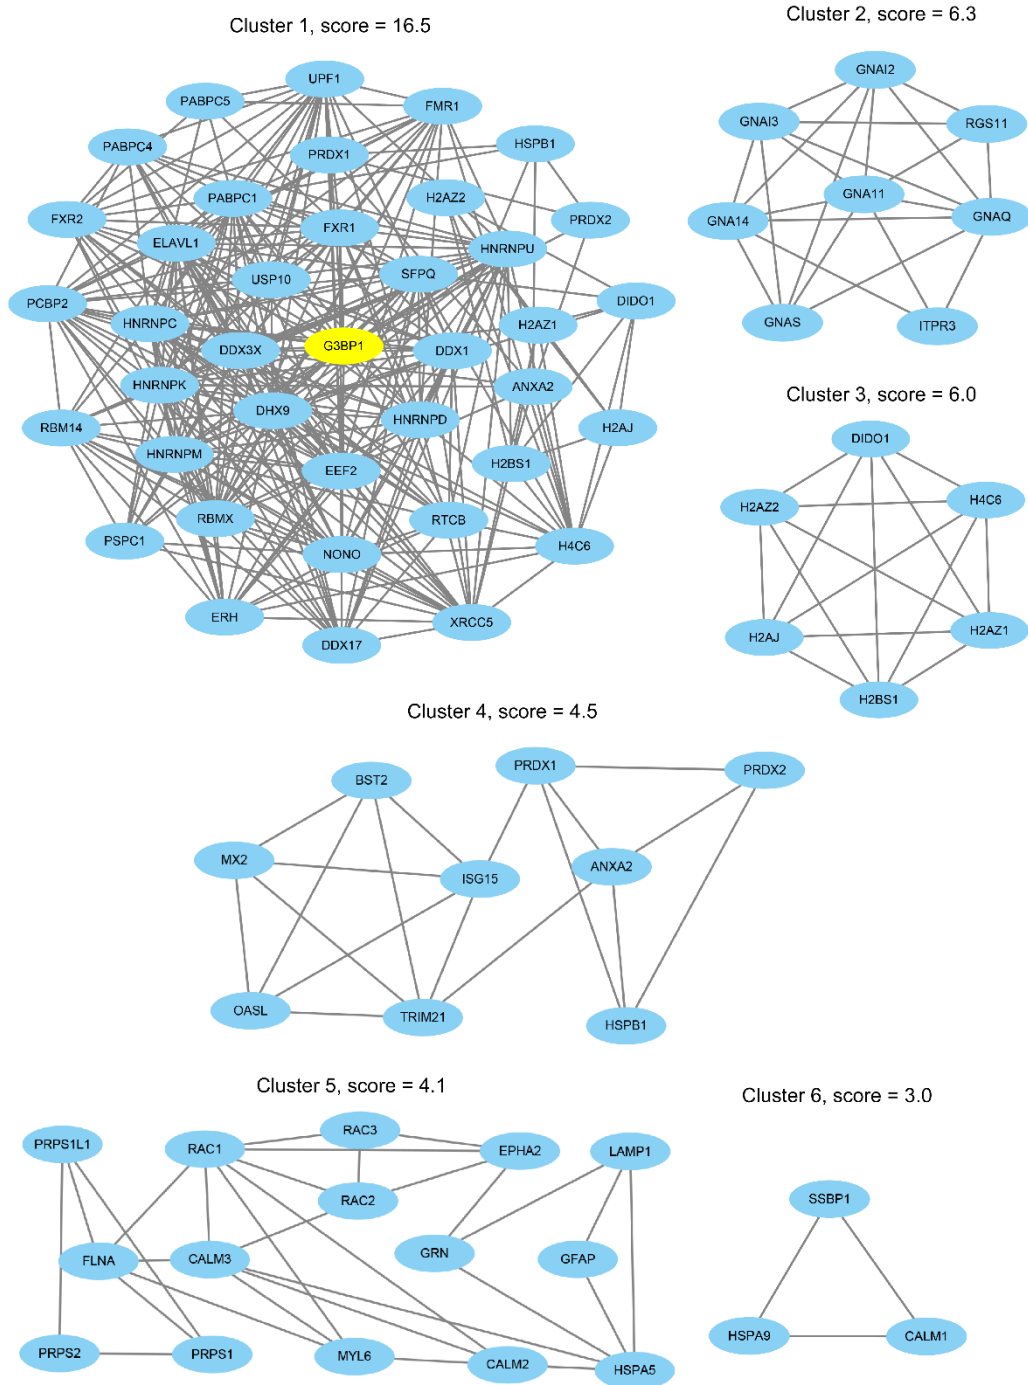 Cluster 1, score = 16.5
UPF1
PABPC5
FMR1
PABPC4
HSPB1
PRDX1
PABPC1
H2AZ2
FXR2
FXR1
PRDX2
ELAVL1
HNRNPU
USP10
SFPQ
PCBP2
DIDO1
HNRNPC
H2AZ1
G3BP1
DDX3X
DDX1
HNRNPK
ANXA2
DHX9
HNRNPD
RBM14
H2AJ
HNRNPM
H2BS1
EEF2
RBMX
RTCB
PSPC1
NONO
H4C6
ERH
XRCC5
DDX17
Cluster 2, score = 6.3
GNAI2
GNAI3
RGS11
GNA11
GNA14
GNAQ
GNAS
ITPR3
Cluster 3, score = 6.0
DIDO1
H2AZ2
H4C6
H2AJ
H2AZ1
H2BS1
Cluster 4, score = 4.5
PRDX1
PRDX2
BST2
MX2
ISG15
ANXA2
OASL
TRIM21
HSPB1
Cluster 5, score = 4.1
RAC3
PRPS1L1
RAC1
EPHA2
LAMP1
RAC2
GRN
GFAP
FLNA
CALM3
PRPS2
PRPS1
MYL6
CALM2
HSPA5
Cluster 6, score = 3.0
SSBP1
HSPA9
CALM1